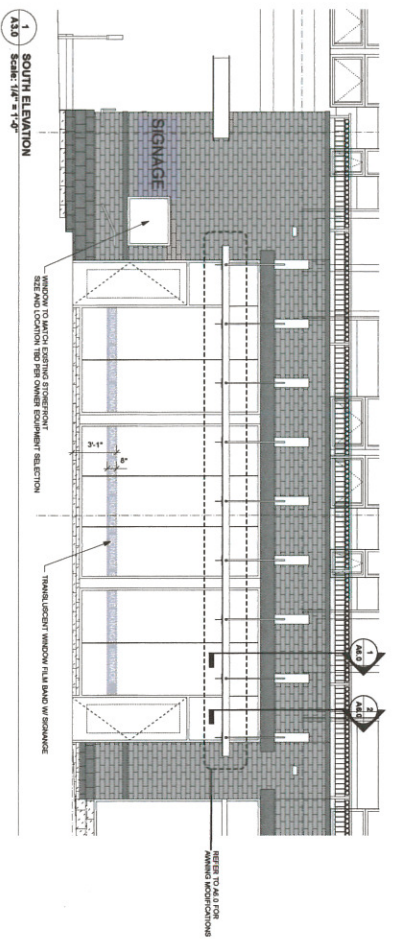 1
A6.0
2
A6.0
SIGNAGE
3'-1"
REFER TO A6.0 FOR
AWNING MODIFICATIONS
WINDOW TO MATCH EXISTING STOREFRONT
SIZE AND LOCATION TBD PER OWNER EQUIPMENT SELECTION
TRANSLUSCENT WINDOW FILM BAND W/ SIGNANGE
1
A3.0
SOUTH ELEVATION
Scale: 1/4" = 1'-0"